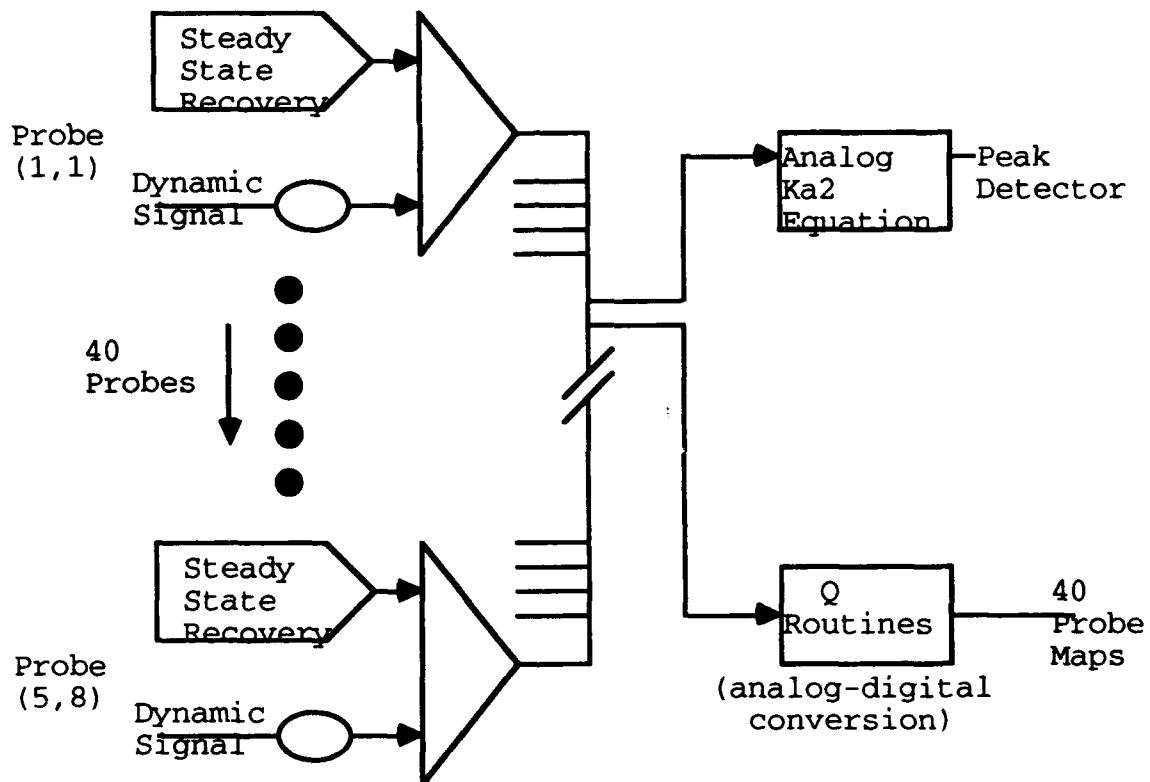 Steady
State
Recovery
Probe
(1,1)
Dynamic
Signal
Analog
Ka2
Equation
Peak
Detector
40
Probes
Steady
State
Recovery
Probe
(5,8)
Dynamic
Signal
Q
Routines
(analog-digital
conversion)
40
Probe
Maps